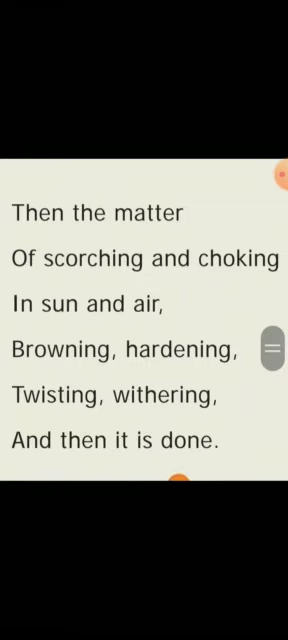 Then the matter
Of scorching and choking
In sun and air,
Browning, hardening,
Twisting, withering,
And then it is done.